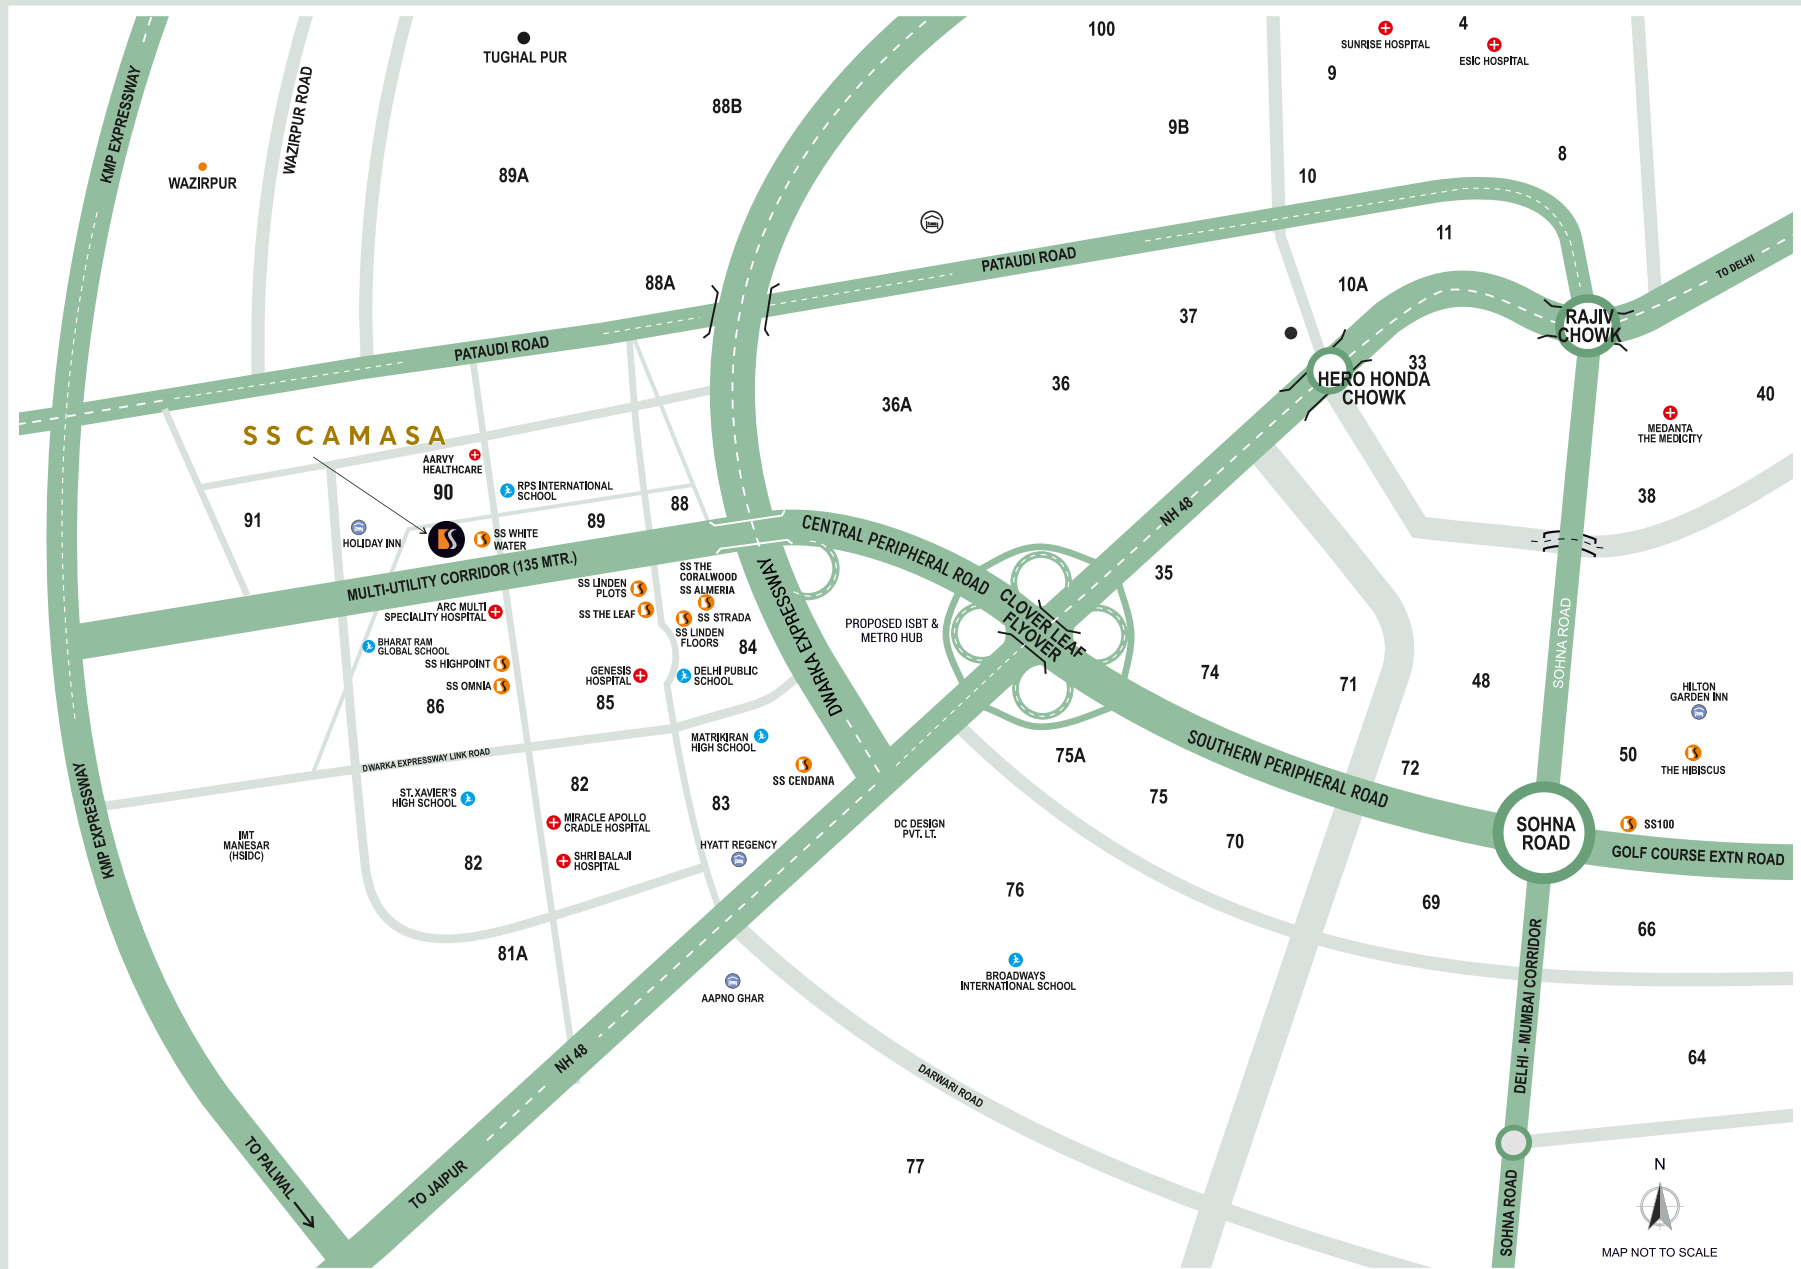 100
4
SUNRISE HOSPITAL
ESIC HOSPITAL
9
TUGHAL PUR
88B
9B
8
KMP EXPRESSWAY
WAZIRPUR ROAD
WAZIRPUR
89A
10
11
PATAUDI ROAD
TO DELHI
88A
10A
37
RAJIV
CHOWK
PATAUDI ROAD
33
HERO HONDA
CHOWK
36
36A
40
SS CAMASA
MEDANTA
THE MEDICITY
AARVY
HEALTHCARE
90
RPS INTERNATIONAL
SCHOOL
88
38
91
89
NH 48
HOLIDAY INN
SS WHITE
WATER
CENTRAL PERIPHERAL ROAD
MULTI-UTILITY CORRIDOR (135 MTR.)
SS THE
CORALWOOD
SS ALMERIA
SS LINDEN
PLOTS
35
DWARKA EXPRESSWAY
CLOVER LEAF
FLYOVER
ARC MULTI
SPECIALITY HOSPITAL
SS THE LEAF
SS STRADA
SS LINDEN
FLOORS
PROPOSED ISBT &
METRO HUB
84
BHARAT RAM
GLOBAL SCHOOL
SS HIGHPOINT
SS OMNIA
GENESIS
HOSPITAL
DELHI PUBLIC
SCHOOL
74
71
48
SOHNA ROAD
HILTON
GARDEN INN
86
85
MATRIKIRAN
HIGH SCHOOL
DWARKA EXPRESSWAY LINK ROAD
75A
SOUTHERN PERIPHERAL ROAD
72
50
THE HIBISCUS
SS CENDANA
82
ST.XAVIER'S
HIGH SCHOOL
83
75
KMP EXPRESSWAY
MIRACLE APOLLO
CRADLE HOSPITAL
DC DESIGN
PVT. LT.
SOHNA
ROAD
SS100
IMT
MANESAR
(HSIDC)
HYATT REGENCY
70
GOLF COURSE EXTN ROAD
82
SHRI BALAJI
HOSPITAL
76
69
66
81A
BROADWAYS
INTERNATIONAL SCHOOL
AAPNO GHAR
DELHI - MUMBAI CORRIDOR
NH 48
64
DARWARI ROAD
TO PALWAL
TO JAIPUR
77
SOHNA ROAD
N
MAP NOT TO SCALE